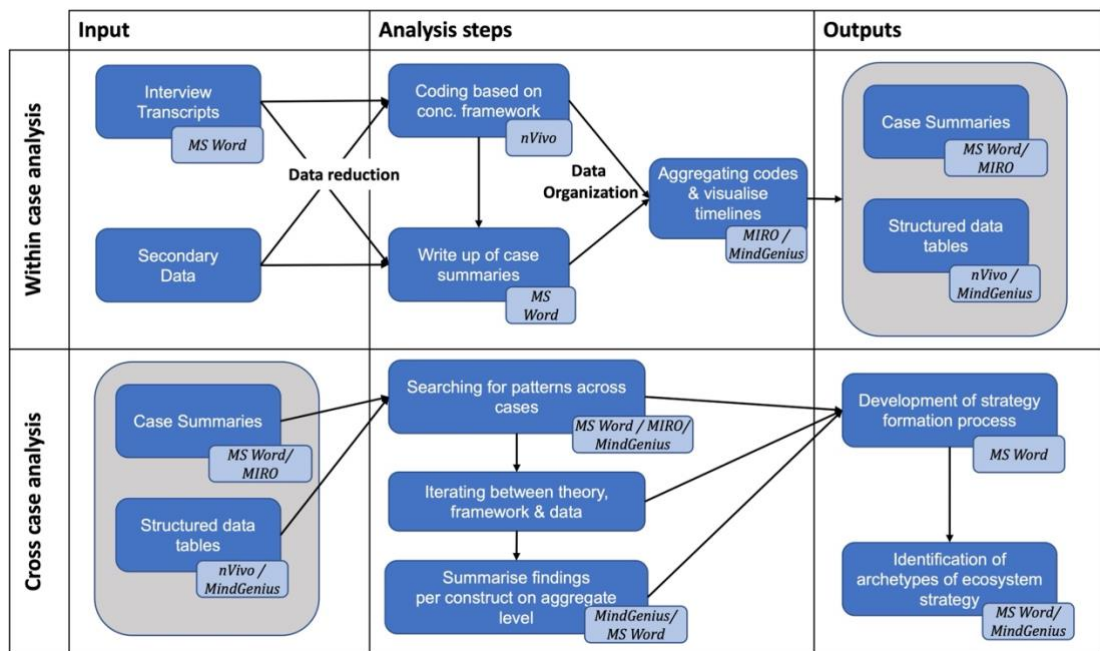 Input
Analysis steps
Outputs
Within case analysis
Interview
Transcripts
MS Word
Secondary
Data
Data reduction
Coding based on
conc. framework
nVivo
Write up of case
summaries
MS
Word
Data
Organization
Aggregating codes
& visualise
timelines
MIRO /
MindGenius
Case Summaries
MS Word/
MIRO
Structured data
tables
nVivo /
MindGenius
Cross case analysis
Case Summaries
MS Word/
MIRO
Structured data
tables
nVivo /
MindGenius
Searching for patterns across
cases
MS Word / MIRO/
MindGenius
Iterating between theory,
framework & data
Summarise findings
per construct on aggregate
level
MindGenius/
MS Word
Development of strategy
formation process
MS Word
Identification of
archetypes of ecosystem
strategy
MS Word/
MindGenius